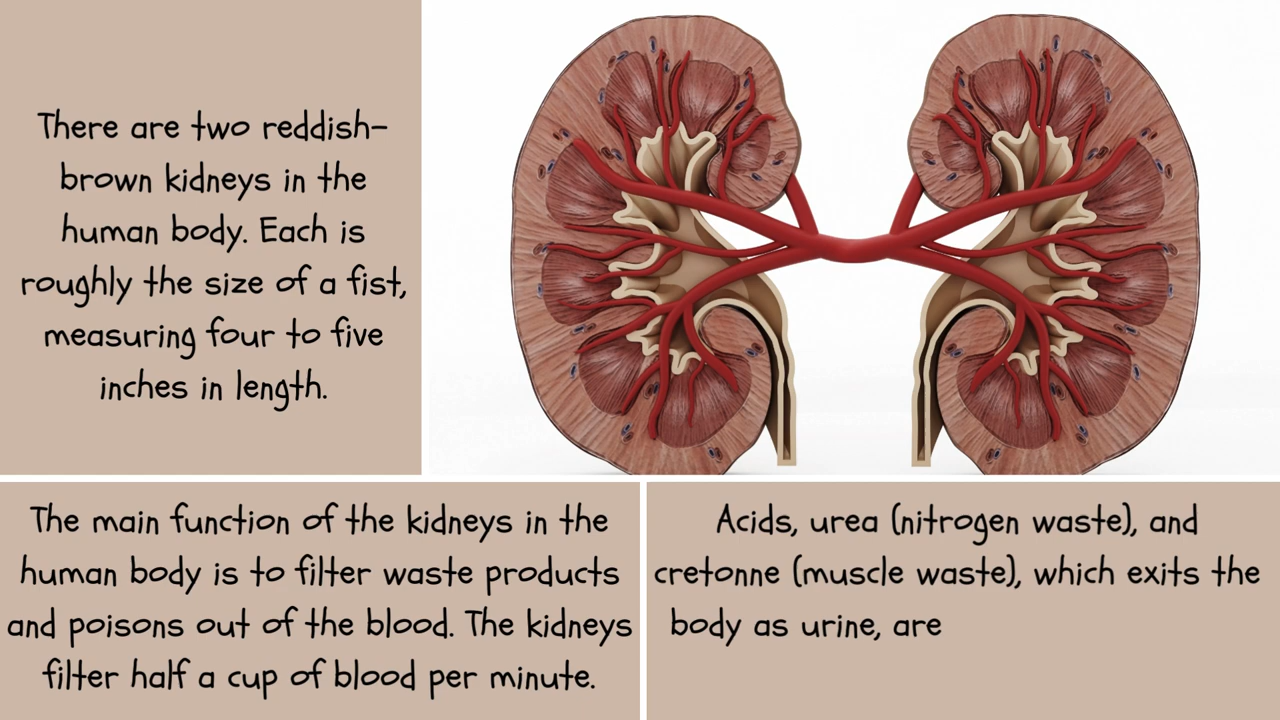 There are two reddish-
brown kidneys in the
human body. Each is
roughly the size of a fist,
measuring four to five
inches in length.
The main function of the kidneys in the
human body is to filter waste products
and poisons out of the blood. The kidneys
filter half a cup of blood per minute.
Acids, urea (nitrogen waste), and
cretonne (muscle waste), which exits the
body as urine, are